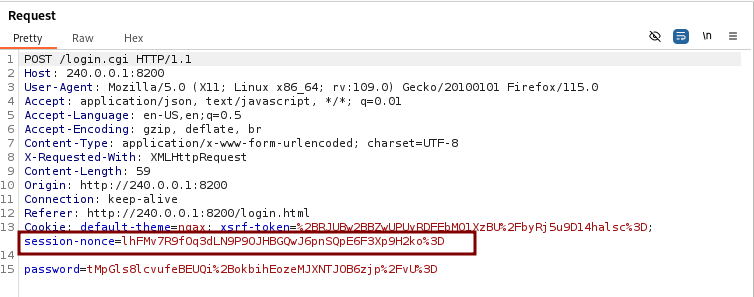 Request
Pretty Raw Hex
\n
1 POST /login.cgi HTTP/1.1
2 Host: 240.0.0.1:8200
3 User-Agent: Mozilla/5.0 (X11; Linux x86_64; rv:109.0) Gecko/20100101 Firefox/115.0
4 Accept: application/json, text/javascript, */*; q=0.01
5 Accept-Language: en-US,en;q=0.5
6 Accept-Encoding: gzip, deflate, br
7 Content-Type: application/x-www-form-urlencoded; charset=UTF-8
8 X-Requested-With: XMLHttpRequest
9 Content-Length: 59
10 Origin: http://240.0.0.1:8200
11 Connection: keep-alive
12 Referer: http://240.0.0.1:8200/login.html
13 Cookie: default-theme=ngax; xsrf-token=%2BRJUBw2BBZwUPUvRDFEbMO1XzBU%2FbyRj5u9D14halsc%3D;
session-nonce=lhFMv7R9fOq3dLN9P9OJHBGQwJ6pnSQpE6F3Xp9H2ko%3D
14
15 password=tMpGls8lcvufeBEUQi%2BokbihEozeMJXNTJOB6zjp%2FvU%3D